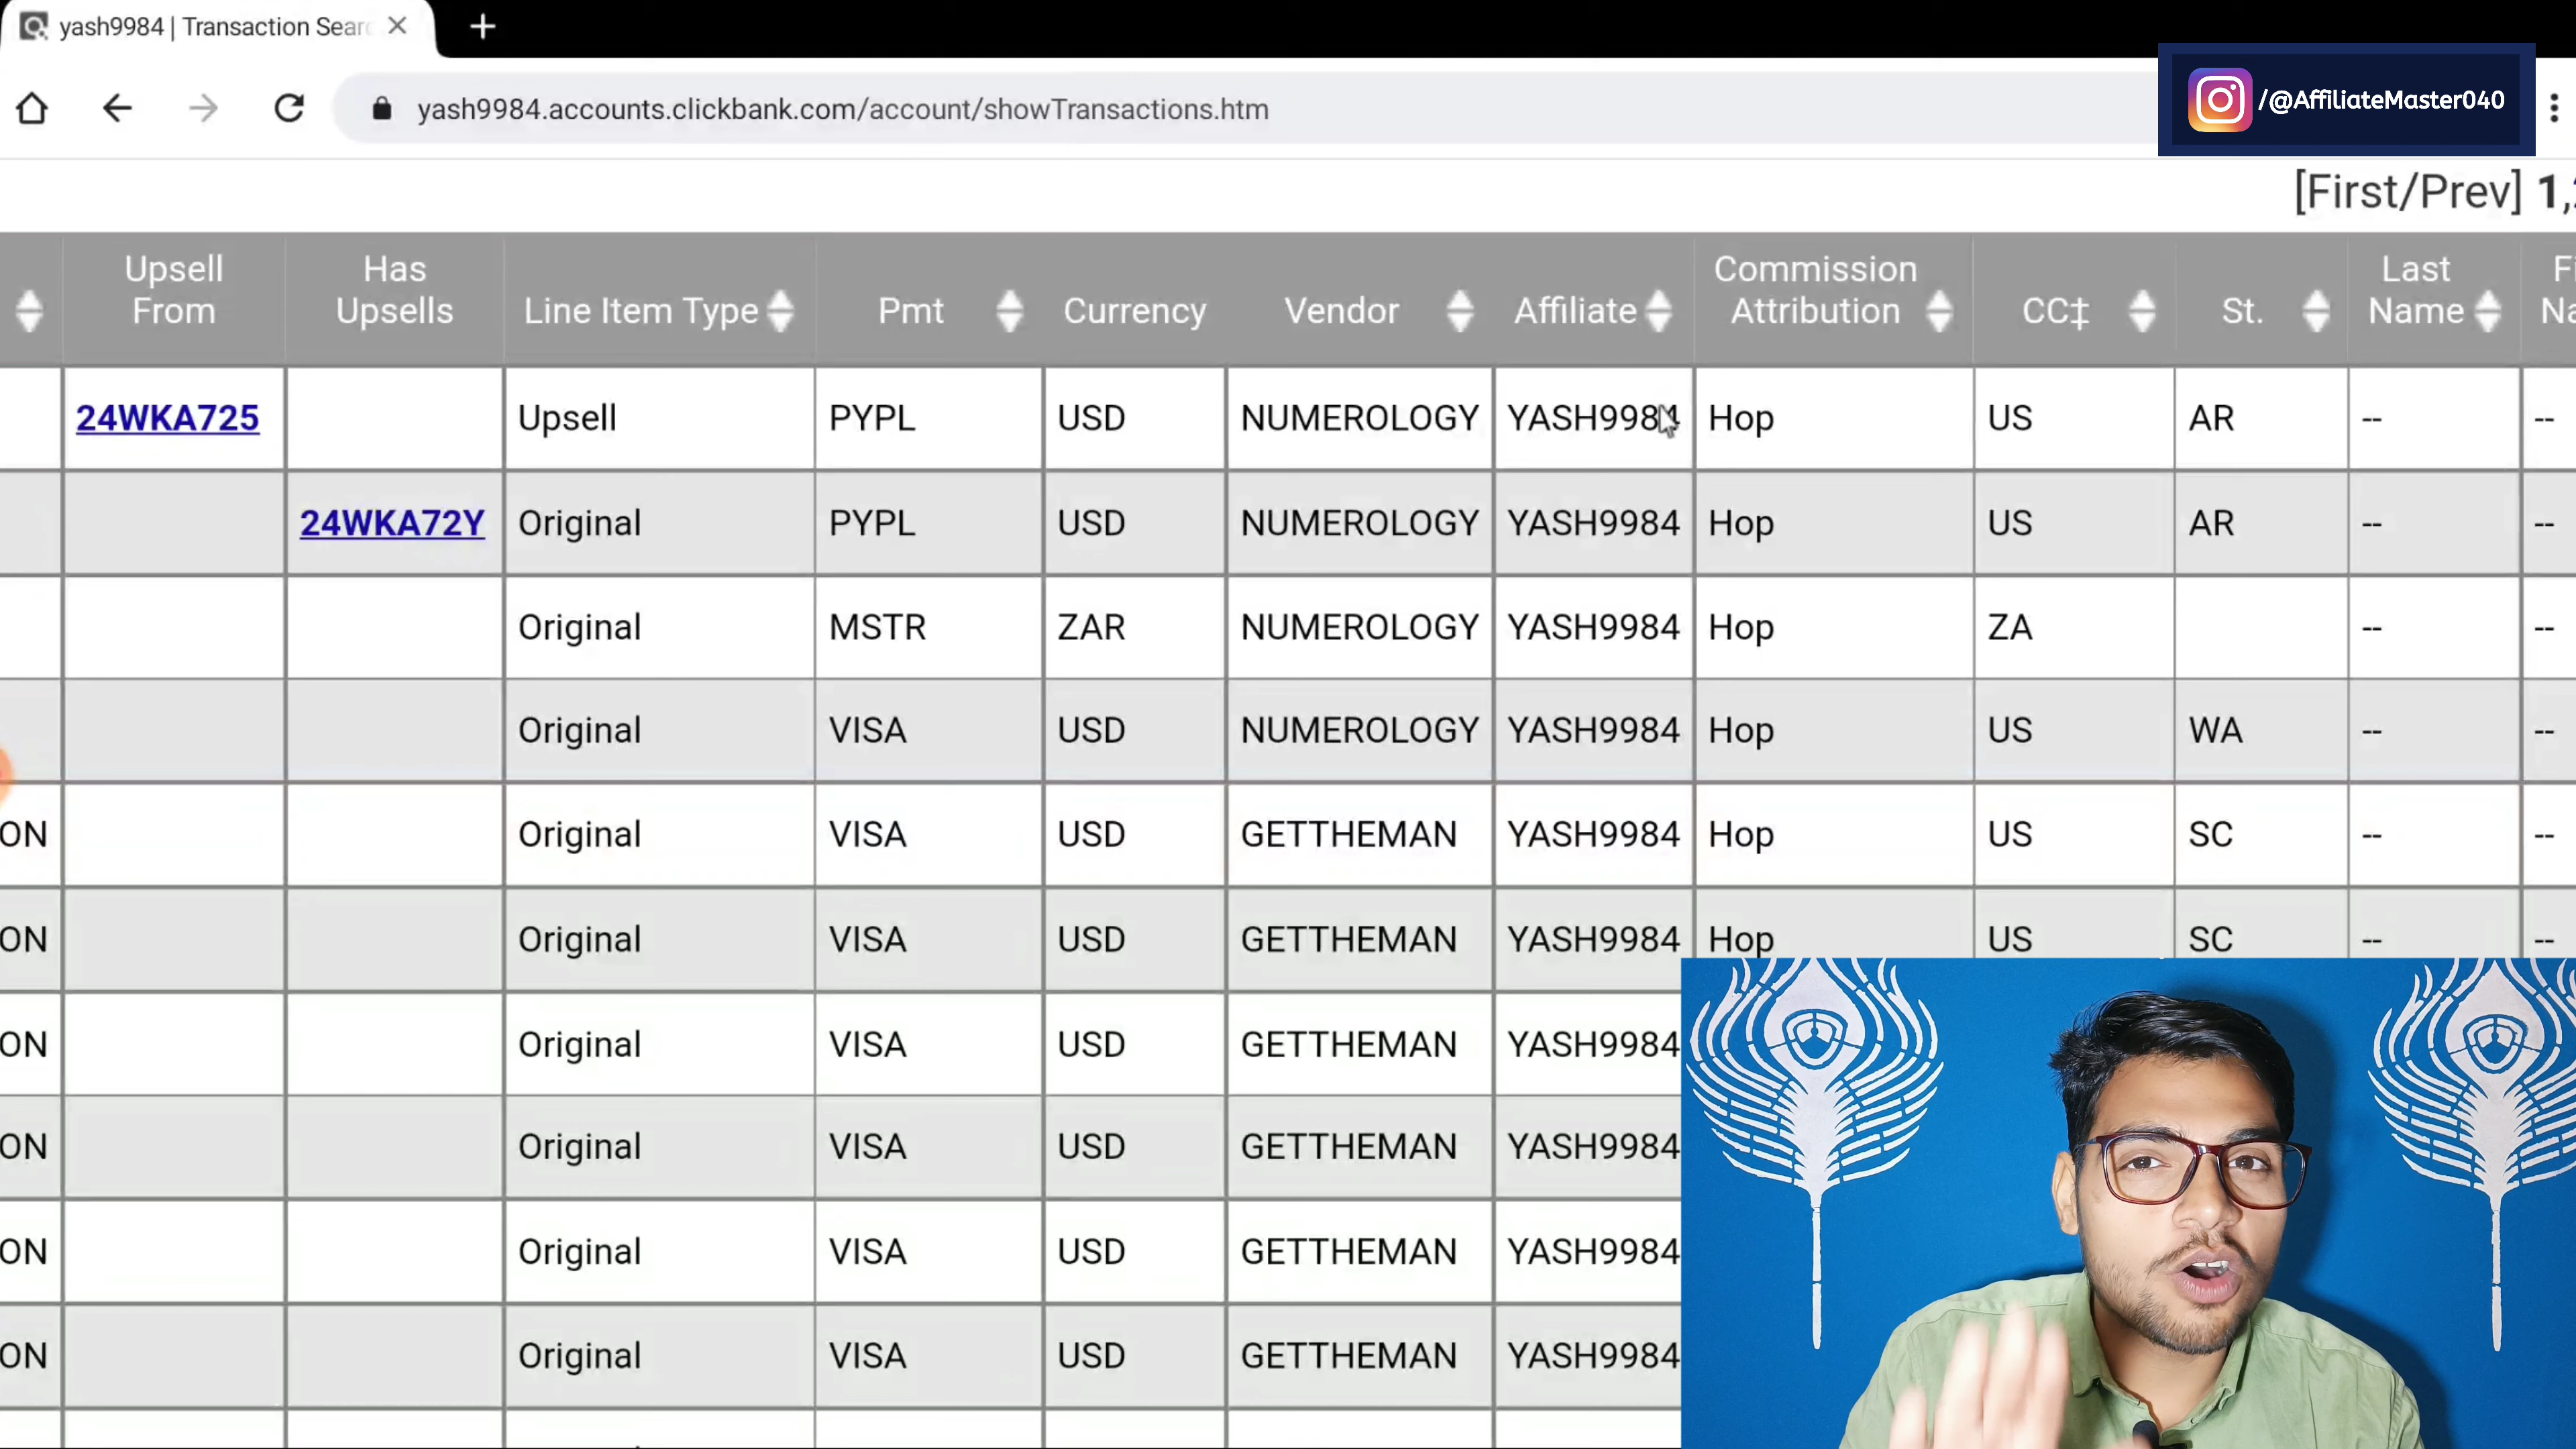 yash9984 | Transaction Sear
yash9984.accounts.clickbank.com/account/showTransactions.htm
/@AffiliateMaster040
[First/Prev] 1,
Upsell From Has Upsells Line Item Type Pmt Currency Vendor Affiliate Commission Attribution CC‡ St. Last Name
24WKA725 Upsell PYPL USD NUMEROLOGY YASH9984 Hop US AR -- --
24WKA72Y Original PYPL USD NUMEROLOGY YASH9984 Hop US AR -- --
Original MSTR ZAR NUMEROLOGY YASH9984 Hop ZA -- --
Original VISA USD NUMEROLOGY YASH9984 Hop US WA -- --
ON Original VISA USD GETTHEMAN YASH9984 Hop US SC -- --
ON Original VISA USD GETTHEMAN YASH9984 Hop US SC -- --
ON Original VISA USD GETTHEMAN YASH9984
ON Original VISA USD GETTHEMAN YASH9984
ON Original VISA USD GETTHEMAN YASH9984
ON Original VISA USD GETTHEMAN YASH9984